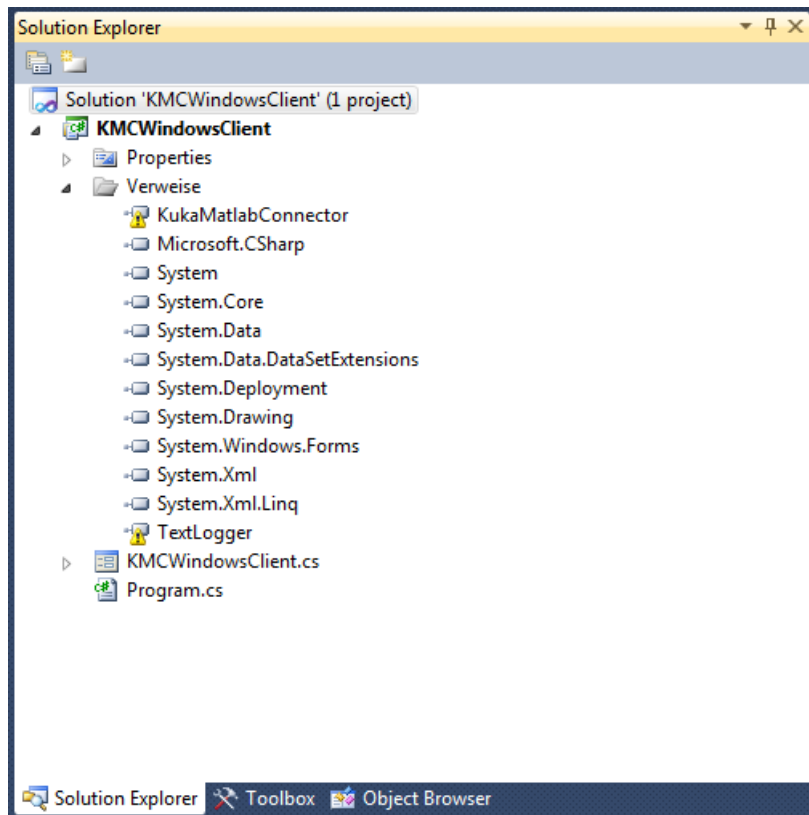 Solution Explorer
Solution 'KMCWindowsClient' (1 project)
KMCWindowsClient
Properties
Verweise
KukaMatlabConnector
Microsoft.CSharp
System
System.Core
System.Data
System.Data.DataSetExtensions
System.Deployment
System.Drawing
System.Windows.Forms
System.Xml
System.Xml.Linq
TextLogger
KMCWindowsClient.cs
Program.cs
Solution Explorer Toolbox Object Browser